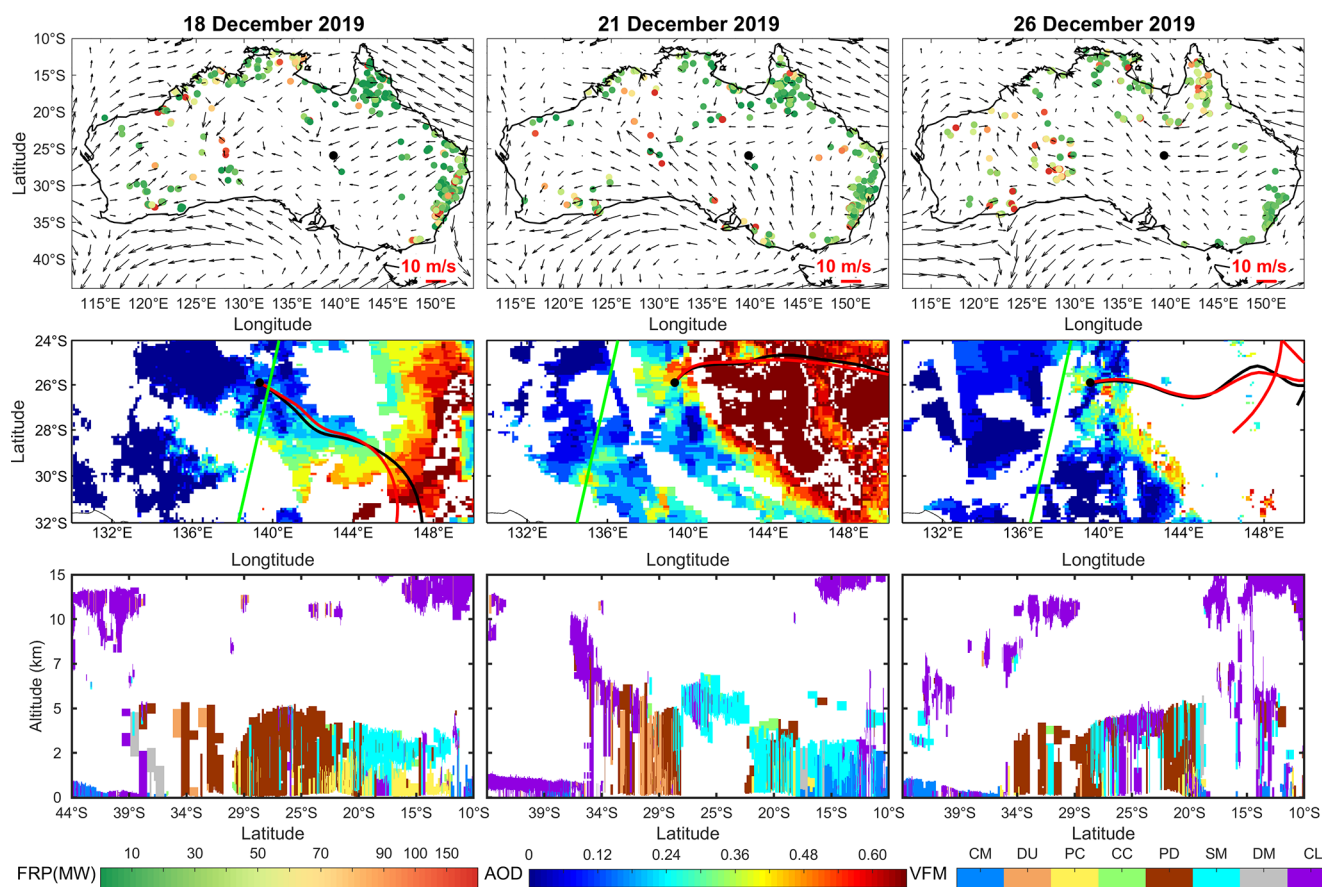 18 December 2019 21 December 2019 26 December 2019
10°S
15°S
20°S
25°S
30°S
35°S
40°S
Latitude
10 m/s 10 m/s 10 m/s
115°E 120°E 125°E 130°E 135°E 140°E 145°E 150°E 115°E 120°E 125°E 130°E 135°E 140°E 145°E 150°E 115°E 120°E 125°E 130°E 135°E 140°E 145°E 150°E
Longitude Longitude Longitude
24°S
26°S
28°S
30°S
32°S
Latitude
132°E 136°E 140°E 144°E 148°E 132°E 136°E 140°E 144°E 148°E 132°E 136°E 140°E 144°E 148°E
Longtitude Longtitude Longtitude
15
10
7
5
2
0
Altitude (km)
44°S 39°S 34°S 29°S 25°S 20°S 15°S 10°S 39°S 34°S 29°S 25°S 20°S 15°S 10°S 39°S 34°S 29°S 25°S 20°S 15°S 10°S
Latitude Latitude Latitude
FRP(MW) 10 30 50 70 90 100 150
AOD 0 0.12 0.24 0.36 0.48 0.60
VFM CM DU PC CC PD SM DM CL